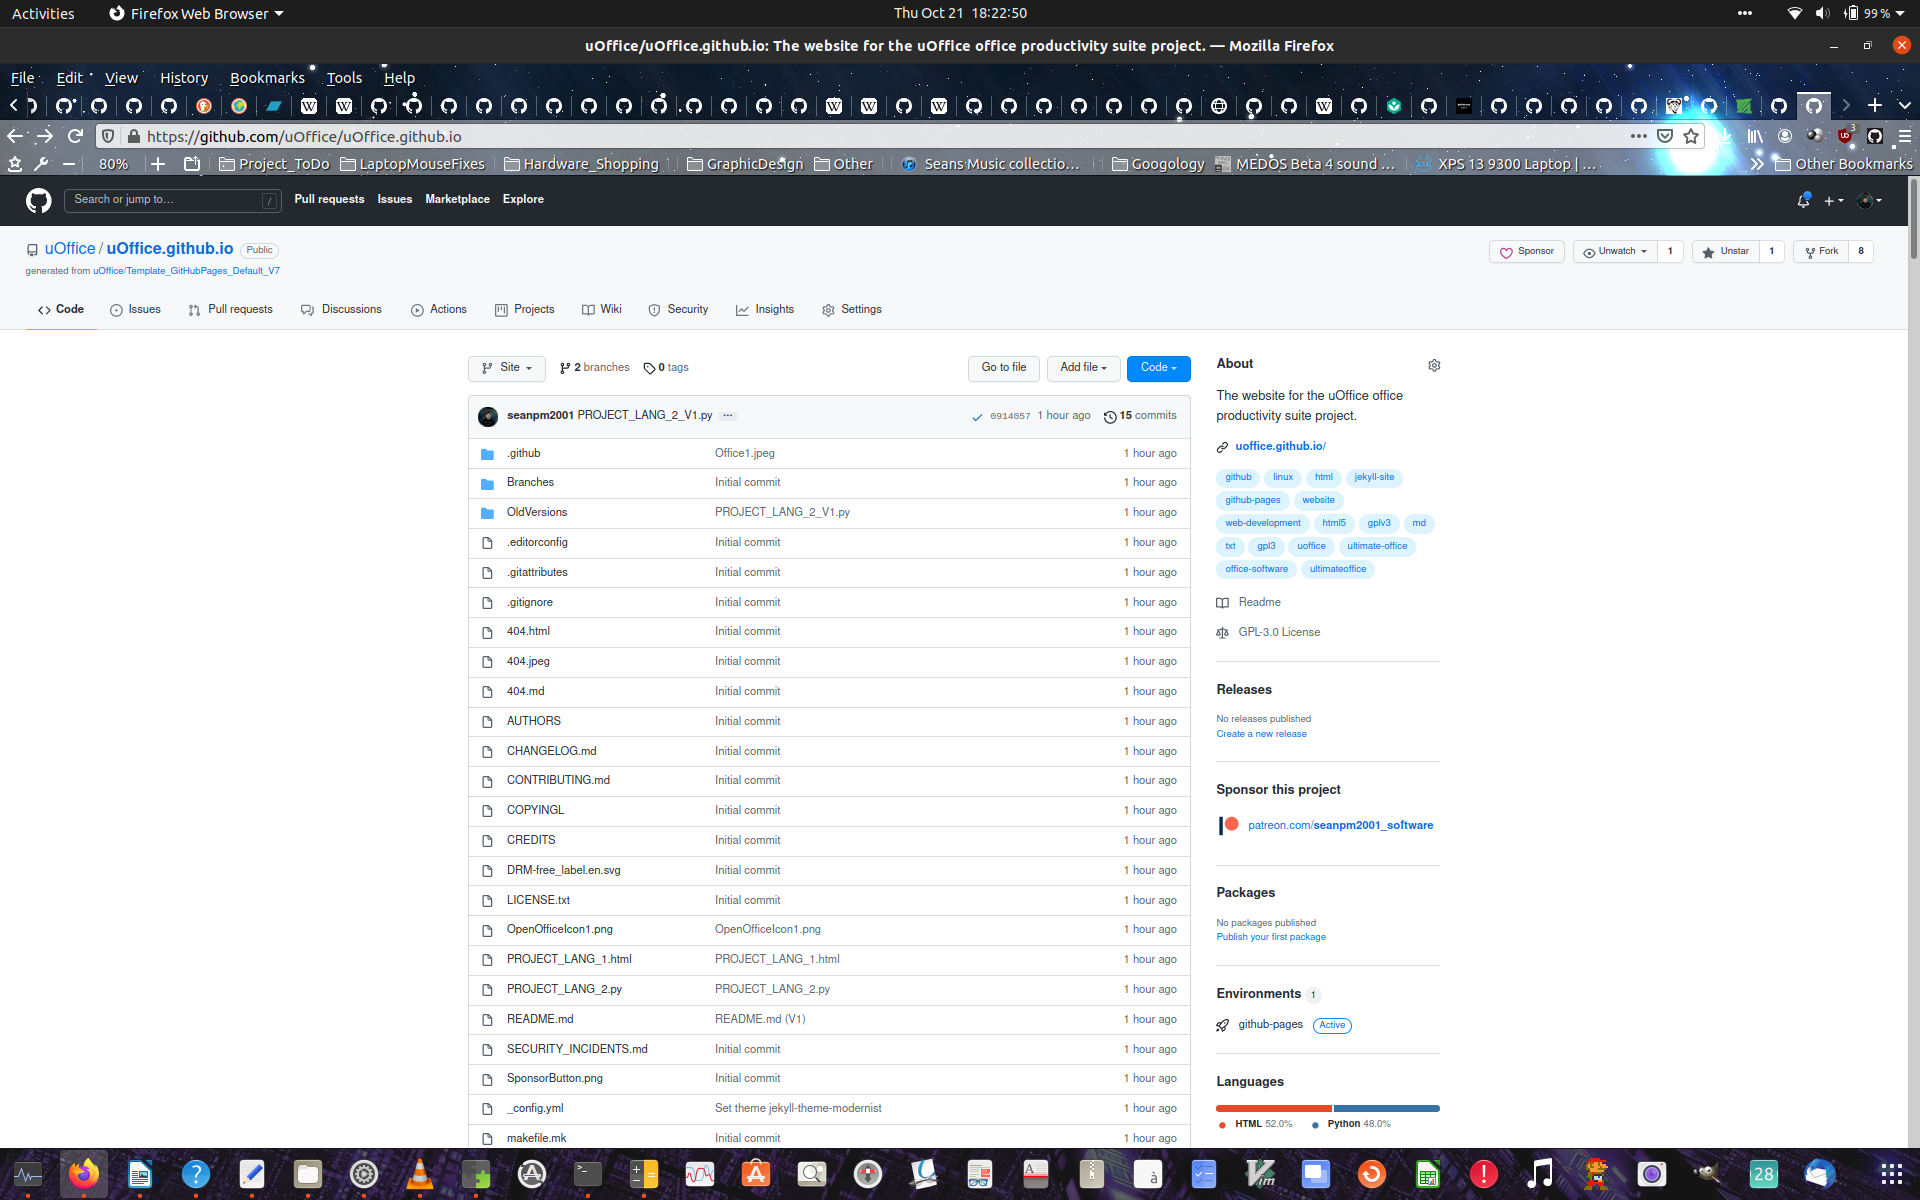 Activities Firefox Web Browser Thu Oct 21 18:22:50 99 %
uOffice/uOffice.github.io: The website for the uOffice office productivity suite project. — Mozilla Firefox
File Edit View History Bookmarks Tools Help
https://github.com/uOffice/uOffice.github.io
80% Project_ToDo LaptopMouseFixes Hardware_Shopping GraphicDesign Other Seans Music collectio… Googology MEDOS Beta 4 sound … XPS 13 9300 Laptop | … Other Bookmarks
Search or jump to… / Pull requests Issues Marketplace Explore
uOffice / uOffice.github.io Public
Sponsor Unwatch 1 Unstar 1 Fork 8
generated from uOffice/Template_GitHubPages_Default_V7
Code Issues Pull requests Discussions Actions Projects Wiki Security Insights Settings
Site 2 branches 0 tags Go to file Add file Code
seanpm2001 PROJECT_LANG_2_V1.py ··· 0914057 1 hour ago 15 commits
.github Office1.jpeg 1 hour ago
Branches Initial commit 1 hour ago
OldVersions PROJECT_LANG_2_V1.py 1 hour ago
.editorconfig Initial commit 1 hour ago
.gitattributes Initial commit 1 hour ago
.gitignore Initial commit 1 hour ago
404.html Initial commit 1 hour ago
404.jpeg Initial commit 1 hour ago
404.md Initial commit 1 hour ago
AUTHORS Initial commit 1 hour ago
CHANGELOG.md Initial commit 1 hour ago
CONTRIBUTING.md Initial commit 1 hour ago
COPYINGL Initial commit 1 hour ago
CREDITS Initial commit 1 hour ago
DRM-free_label.en.svg Initial commit 1 hour ago
LICENSE.txt Initial commit 1 hour ago
OpenOfficeIcon1.png OpenOfficeIcon1.png 1 hour ago
PROJECT_LANG_1.html PROJECT_LANG_1.html 1 hour ago
PROJECT_LANG_2.py PROJECT_LANG_2.py 1 hour ago
README.md README.md (V1) 1 hour ago
SECURITY_INCIDENTS.md Initial commit 1 hour ago
SponsorButton.png Initial commit 1 hour ago
_config.yml Set theme jekyll-theme-modernist 1 hour ago
makefile.mk Initial commit 1 hour ago
About
The website for the uOffice office
productivity suite project.
uoffice.github.io/
github linux html jekyll-site
github-pages website
web-development html5 gplv3 md
txt gpl3 uoffice ultimate-office
office-software ultimateoffice
Readme
GPL-3.0 License
Releases
No releases published
Create a new release
Sponsor this project
patreon.com/seanpm2001_software
Packages
No packages published
Publish your first package
Environments 1
github-pages Active
Languages
HTML 52.0% Python 48.0%
28